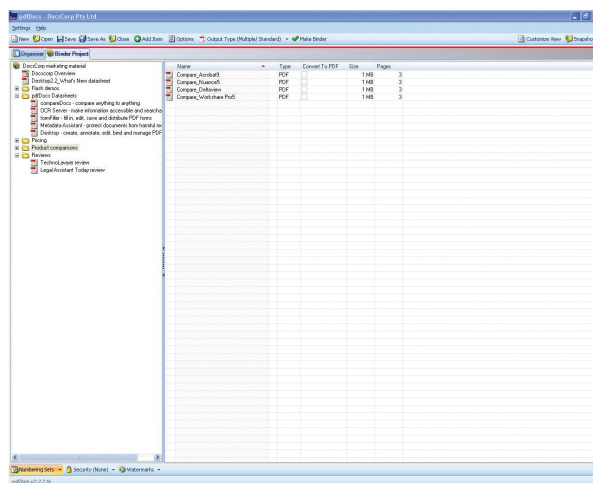 pdfDocs - DocsCorp Pty Ltd
Settings Help
New Open Save Save As Close Add Item Options Output Type (Multiple/ Standard) Make Binder Customize View Snapsho
Organiser Binder Project
DocsCorp marketing material
Docscorp Overview
Desktop2.2_What's New datasheet
Flash demos
pdfDocs Datasheets
compareDocs - compare anything to anything
OCR Server - make information accessible and searcha
formFiller - fill in, edit, save and distribute PDF forms
Metadata Assistant - protect documents from harmful me
Desktop - create, annotate, edit, bind and manage PDF
Pricing
Product comparisons
Reviews
TechnoLawyer review
Legal Assistant Today review
Name Type Convert To PDF Size Pages
Compare_Acrobat9 PDF 1 MB 3
Compare_Nuance5 PDF 1 MB 3
Compare_Deltaview PDF 1 MB 3
Compare_Workshare Pro5 PDF 1 MB 3
Numbering Sets Security (None) Watermarks